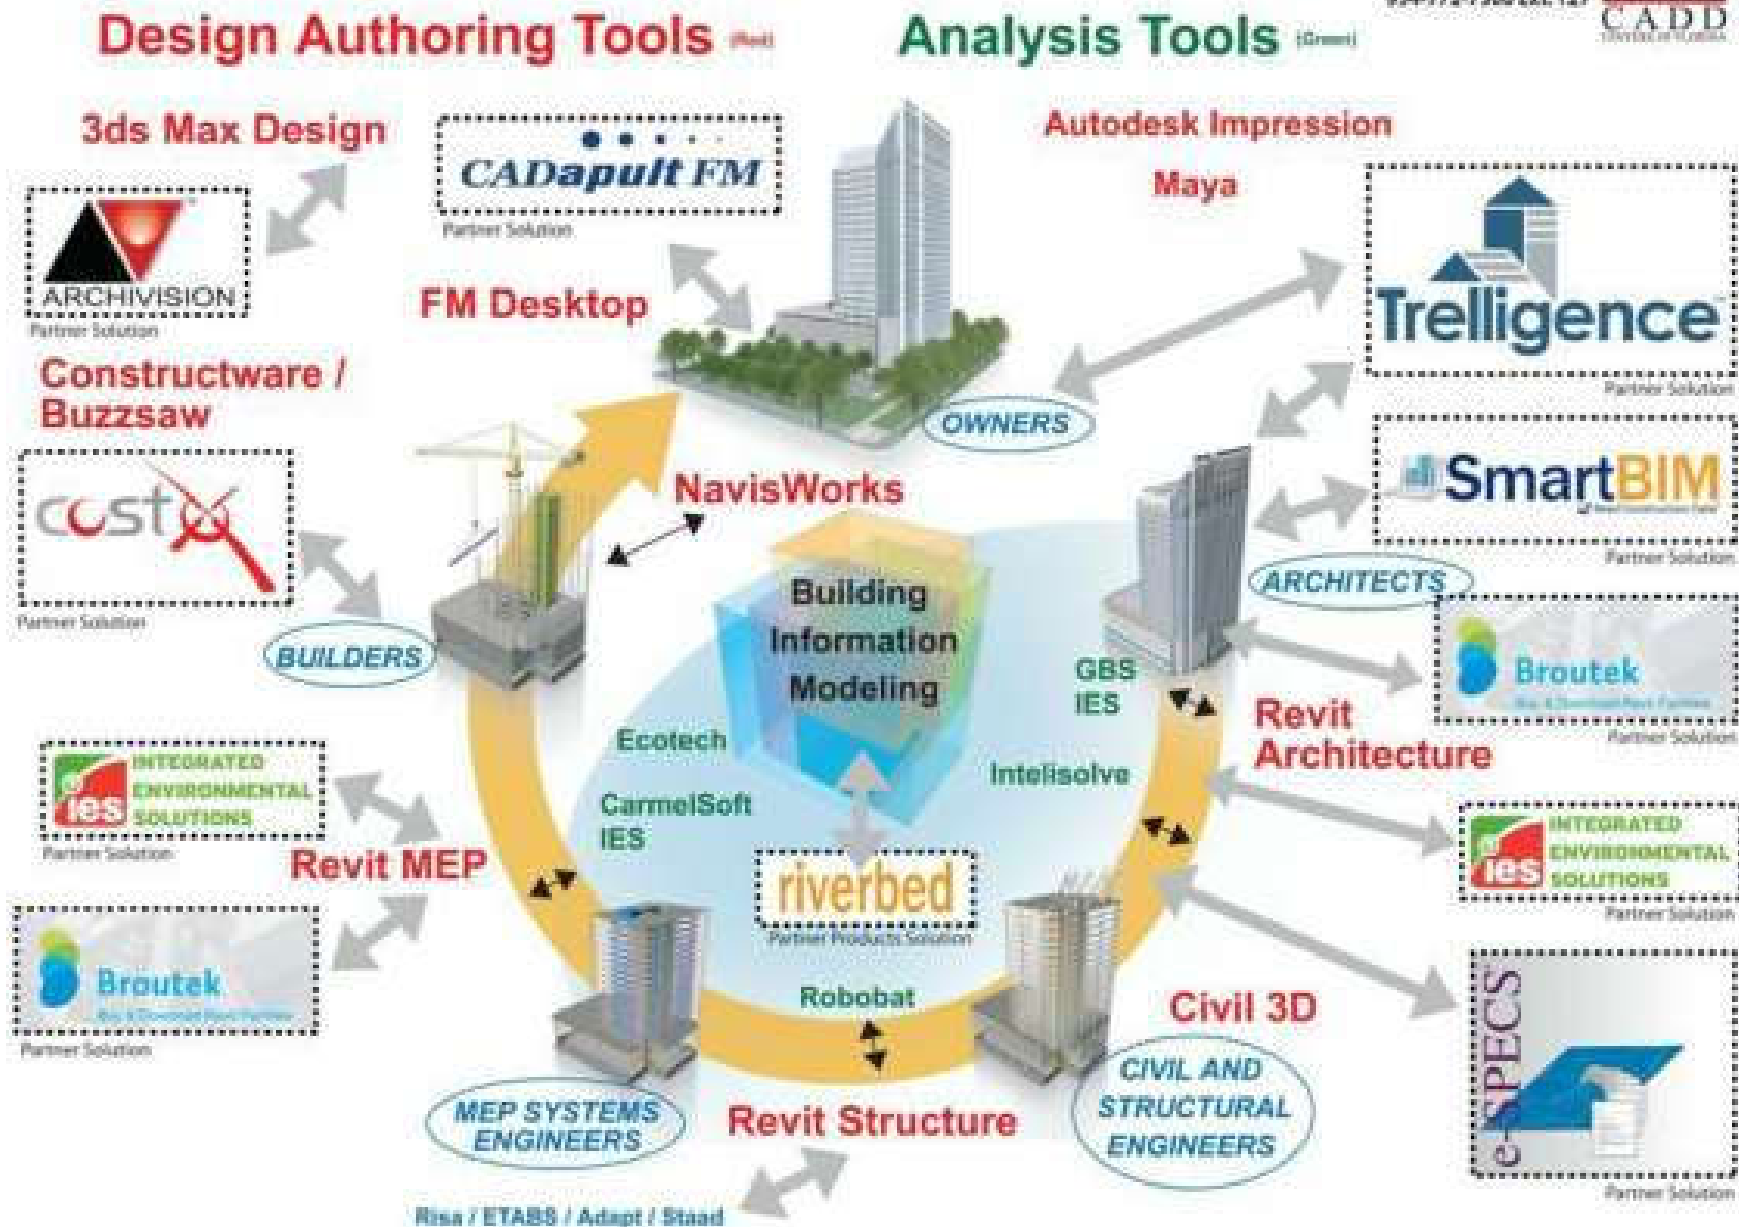 Design Authoring Tools (Red)
Analysis Tools (Green)
CADD
3ds Max Design
CADapult FM
Partner Solution
Autodesk Impression
Maya
ARCHIVISION
Partner Solution
FM Desktop
Trelligence
Partner Solution
Constructware /
Buzzsaw
OWNERS
costX
Partner Solution
NavisWorks
SmartBIM
Partner Solution
BUILDERS
Building
Information
Modeling
ARCHITECTS
Broutek
Partner Solution
GBS
IES
Revit
Architecture
Ecotech
Intelisolve
CarmelSoft
IES
ies INTEGRATED
ENVIRONMENTAL
SOLUTIONS
Partner Solution
Revit MEP
riverbed
Partner Products Solution
ies INTEGRATED
ENVIRONMENTAL
SOLUTIONS
Partner Solution
Broutek
Partner Solution
Robobat
Civil 3D
e-SPECS
Partner Solution
MEP SYSTEMS
ENGINEERS
Revit Structure
CIVIL AND
STRUCTURAL
ENGINEERS
Risa / ETABS / Adapt / Staad